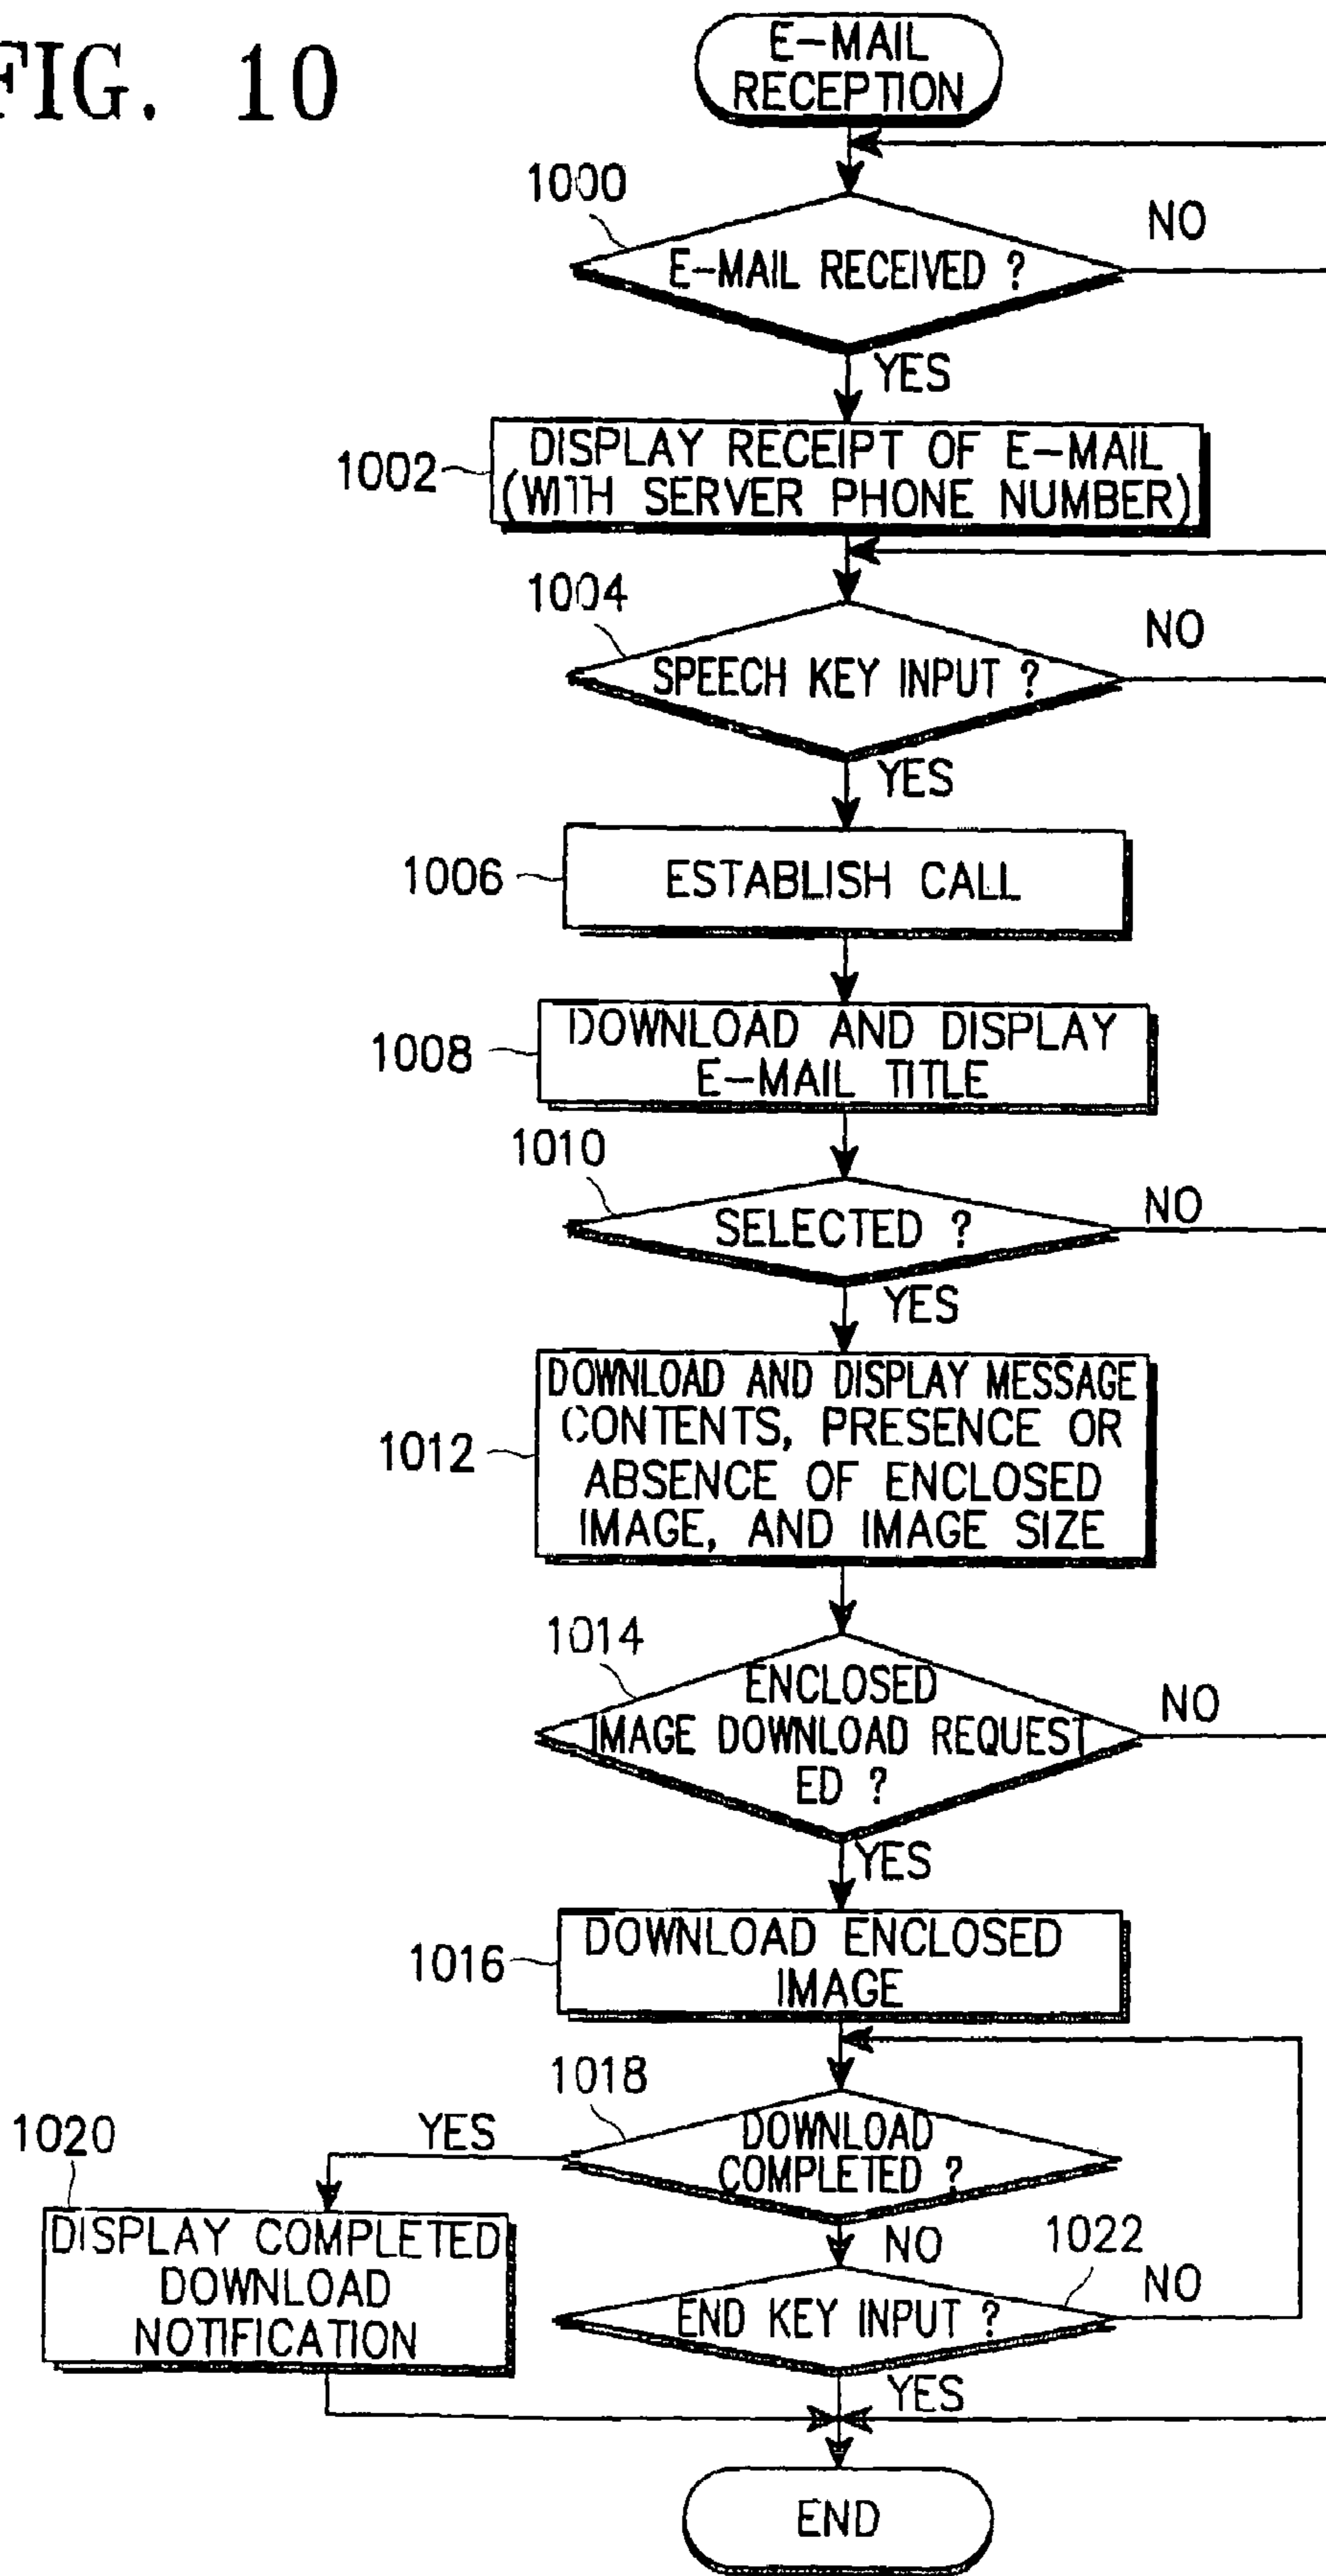 FIG. 10
E-MAIL
RECEPTION
1000
NO
E-MAIL RECEIVED ?
YES
1002
DISPLAY RECEIPT OF E-MAIL
(WITH SERVER PHONE NUMBER)
1004
NO
SPEECH KEY INPUT ?
YES
1006
ESTABLISH CALL
1008
DOWNLOAD AND DISPLAY
E-MAIL TITLE
1010
NO
SELECTED ?
YES
1012
DOWNLOAD AND DISPLAY MESSAGE
CONTENTS, PRESENCE OR
ABSENCE OF ENCLOSED
IMAGE, AND IMAGE SIZE
1014
NO
ENCLOSED
IMAGE DOWNLOAD REQUEST
ED ?
YES
1016
DOWNLOAD ENCLOSED
IMAGE
1018
YES
DOWNLOAD
COMPLETED ?
1020
DISPLAY COMPLETED
DOWNLOAD
NOTIFICATION
NO
1022
NO
END KEY INPUT ?
YES
END